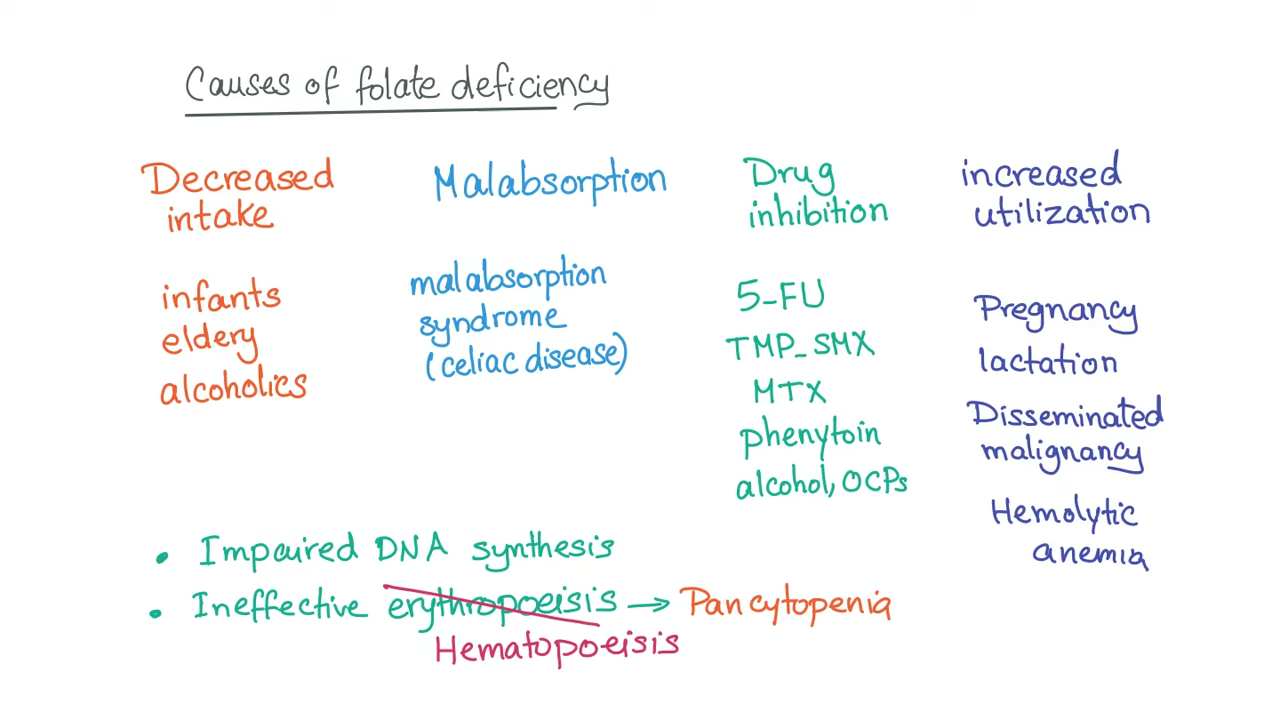 Causes of folate deficiency
Decreased
intake
infants
eldery
alcoholics
Malabsorption
malabsorption
syndrome
(celiac disease)
Drug
inhibition
5-FU
TMP-SMX
MTX
phenytoin
alcohol, OCPs
increased
utilization
Pregnancy
lactation
Disseminated
malignancy
Hemolytic
anemia
• Impaired DNA synthesis
• Ineffective erythropoeisis → Pancytopenia
Hematopoeisis